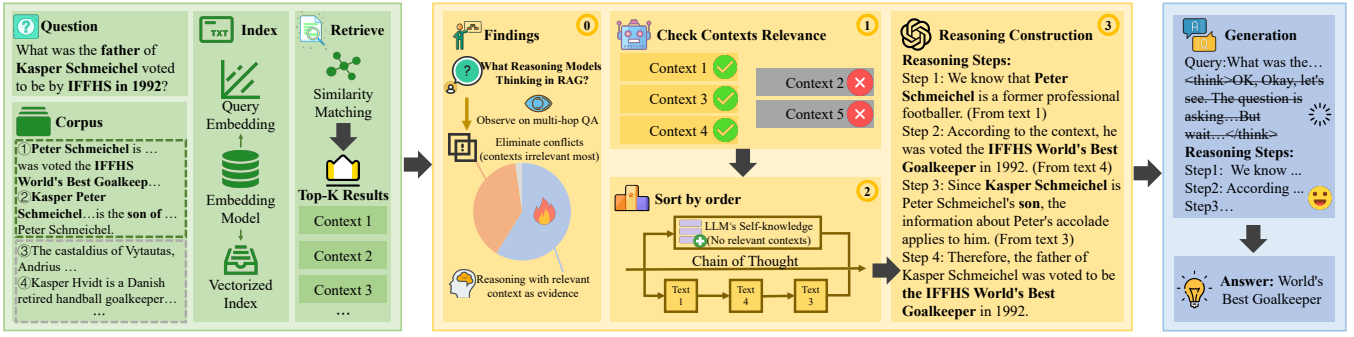 Question
What was the father of
Kasper Schmeichel voted
to be by IFFHS in 1992?
Corpus
①Peter Schmeichel is …
was voted the IFFHS
World's Best Goalkeep…
②Kasper Peter
Schmeichel…is the son of …
Peter Schmeichel.
③The castaldius of Vytautas,
Andrius …
④Kasper Hvidt is a Danish
retired handball goalkeeper…
…
TXT
Index
Query
Embedding
Embedding
Model
Vectorized
Index
Retrieve
Similarity
Matching
Top-K Results
Context 1
Context 2
Context 3
…
0
Findings
What Reasoning Models
Thinking in RAG?
Observe on multi-hop QA
Eliminate conflicts
(contexts irrelevant most)
Reasoning with relevant
context as evidence
1
Check Contexts Relevance
Context 1
Context 3
Context 4
Context 2
Context 5
2
Sort by order
LLM's Self-knowledge
(No relevant contexts)
Chain of Thought
Text
1
Text
4
Text
3
3
Reasoning Construction
Reasoning Steps:
Step 1: We know that Peter
Schmeichel is a former professional
footballer. (From text 1)
Step 2: According to the context, he
was voted the IFFHS World's Best
Goalkeeper in 1992. (From text 4)
Step 3: Since Kasper Schmeichel is
Peter Schmeichel's son, the
information about Peter's accolade
applies to him. (From text 3)
Step 4: Therefore, the father of
Kasper Schmeichel was voted to be
the IFFHS World's Best
Goalkeeper in 1992.
A
Generation
Query:What was the…
<think>OK, Okay, let's
see. The question is
asking…But
wait…</think>
Reasoning Steps:
Step1: We know ...
Step2: According ...
Step3…
Answer: World's
Best Goalkeeper